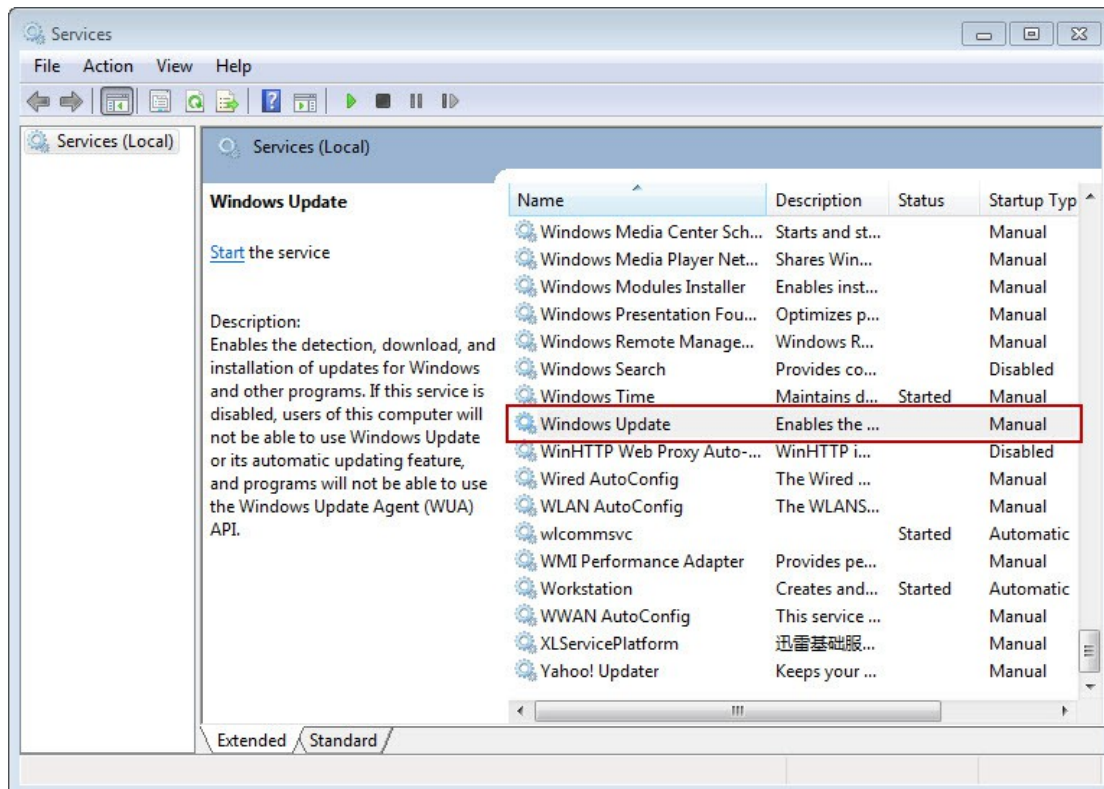 Services
File Action View Help
Services (Local)
Services (Local)
Windows Update
Start the service
Description:
Enables the detection, download, and
installation of updates for Windows
and other programs. If this service is
disabled, users of this computer will
not be able to use Windows Update
or its automatic updating feature,
and programs will not be able to use
the Windows Update Agent (WUA)
API.
Name Description Status Startup Typ
Windows Media Center Sch... Starts and st... Manual
Windows Media Player Net... Shares Win... Manual
Windows Modules Installer Enables inst... Manual
Windows Presentation Fou... Optimizes p... Manual
Windows Remote Manage... Windows R... Manual
Windows Search Provides co... Disabled
Windows Time Maintains d... Started Manual
Windows Update Enables the ... Manual
WinHTTP Web Proxy Auto-... WinHTTP i... Disabled
Wired AutoConfig The Wired ... Manual
WLAN AutoConfig The WLANS... Manual
wlcommsvc Started Automatic
WMI Performance Adapter Provides pe... Manual
Workstation Creates and... Started Automatic
WWAN AutoConfig This service ... Manual
XLServicePlatform 迅雷基础服... Manual
Yahoo! Updater Keeps your ... Manual
Extended Standard